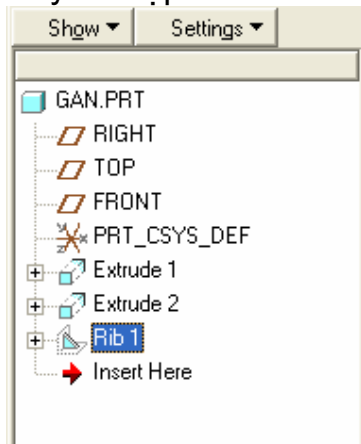 Show Settings
GAN.PRT
RIGHT
TOP
FRONT
PRT_CSYS_DEF
Extrude 1
Extrude 2
Rib 1
Insert Here